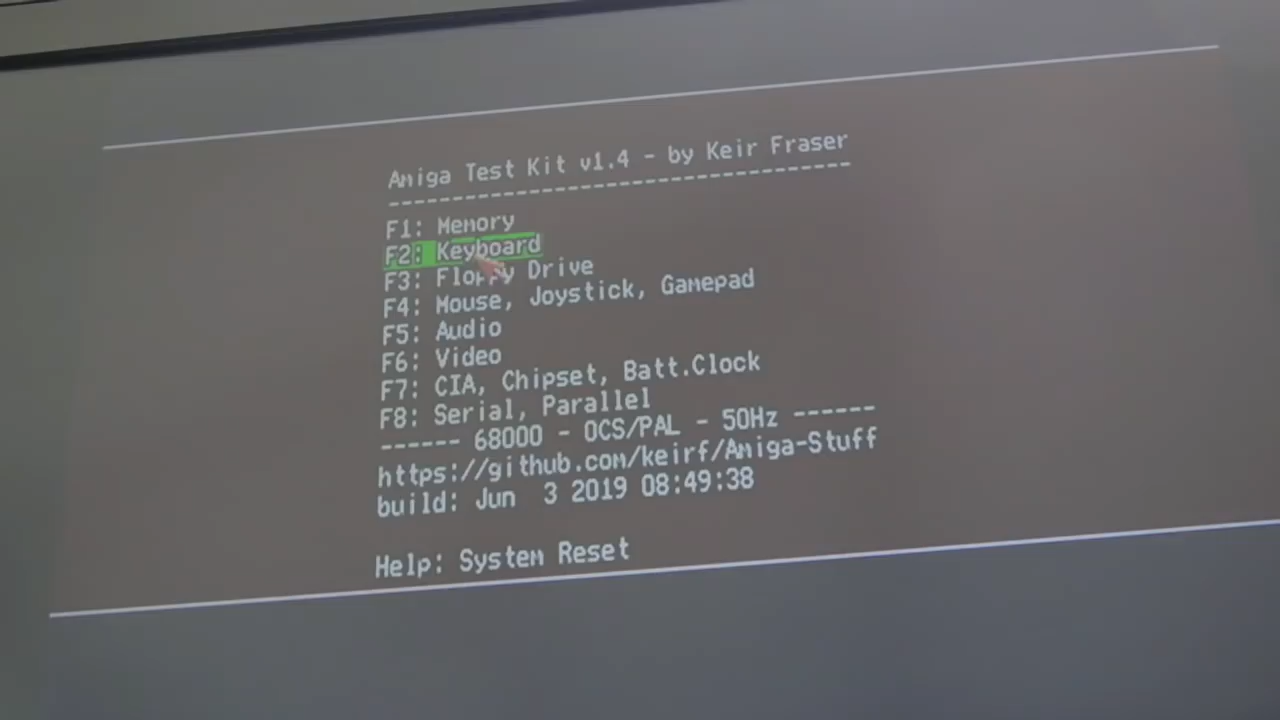 Amiga Test Kit v1.4 - by Keir Fraser
------------------------------------
F1: Memory
F2: Keyboard
F3: Floppy Drive
F4: Mouse, Joystick, Gamepad
F5: Audio
F6: Video
F7: CIA, Chipset, Batt.Clock
F8: Serial, Parallel
------ 68000 - OCS/PAL - 50Hz ------
https://github.com/keirf/Amiga-Stuff
build: Jun  3 2019 08:49:38
Help: System Reset